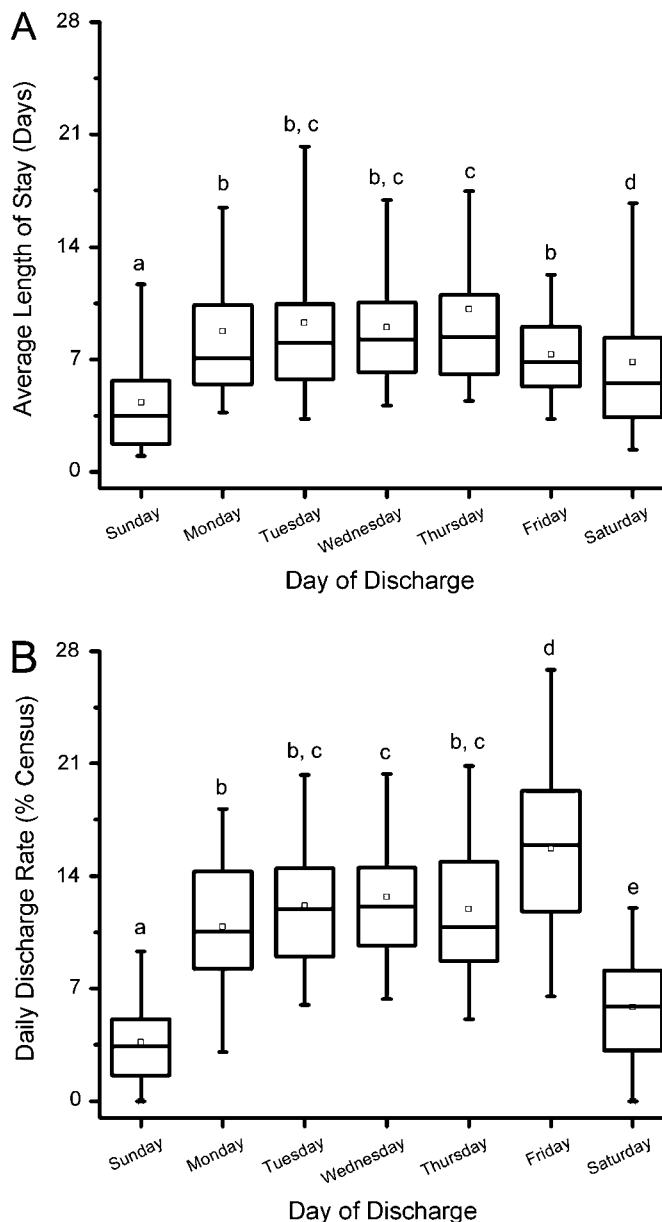 A
Average Length of Stay (Days)
28
21
14
7
0
a
b
b, c
b, c
c
b
d
Sunday
Monday
Tuesday
Wednesday
Thursday
Friday
Saturday
Day of Discharge
B
Daily Discharge Rate (% Census)
28
21
14
7
0
a
b
b, c
c
b, c
d
e
Sunday
Monday
Tuesday
Wednesday
Thursday
Friday
Saturday
Day of Discharge